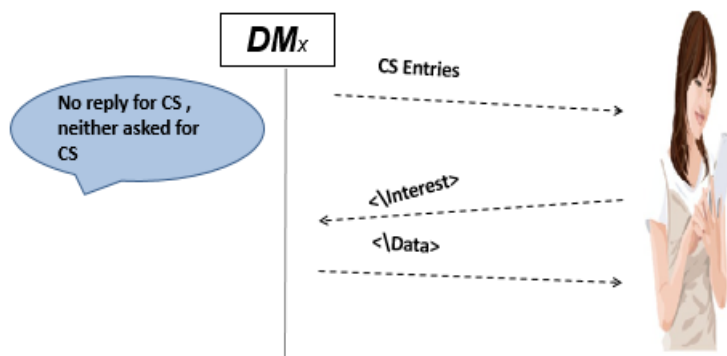 DMx
CS Entries
No reply for CS ,
neither asked for
CS
<\Interest>
<\Data>